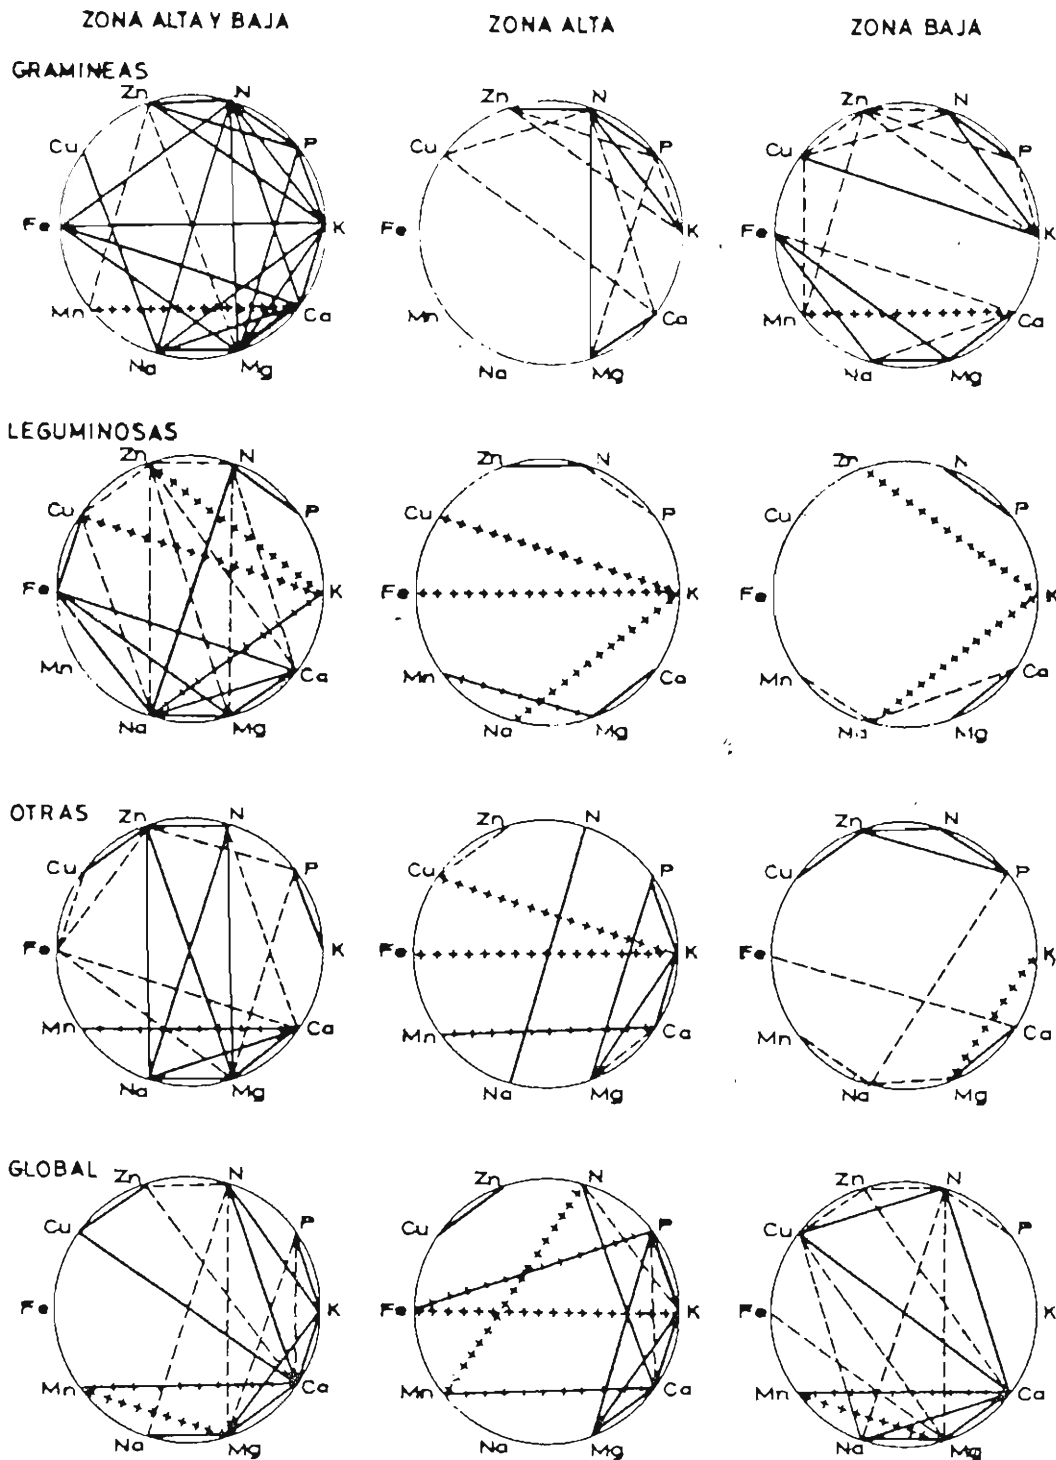 ZONA ALTA Y BAJA ZONA ALTA ZONA BAJA
GRAMINEAS
Zn N Zn N Zn N
Cu P Cu P Cu P
Fe K Fe K Fe K
Mn Ca Mn Ca Mn Ca
Na Mg Na Mg Na Mg
LEGUMINOSAS
Zn N Zn N Zn N
Cu P Cu P Cu P
Fe K Fe K Fe K
Mn Ca Mn Ca Mn Ca
Na Mg Na Mg Na Mg
OTRAS
Zn N Zn N Zn N
Cu P Cu P Cu P
Fe K Fe K Fe K
Mn Ca Mn Ca Mn Ca
Na Mg Na Mg Na Mg
GLOBAL
Zn N Zn N Zn N
Cu P Cu P Cu P
Fe K Fe K Fe K
Mn Ca Mn Ca Mn Ca
Na Mg Na Mg Na Mg